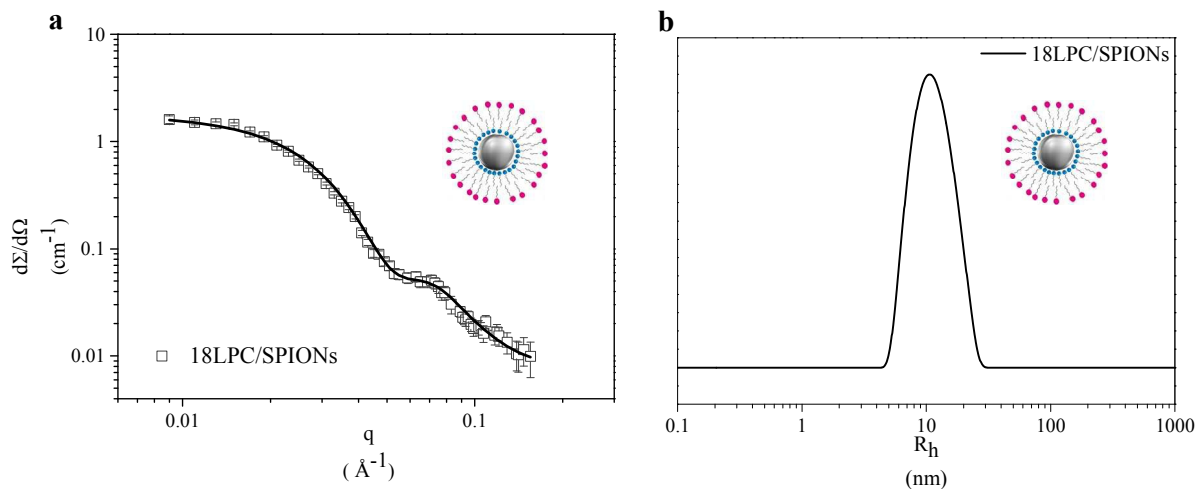 a
10
1
0.1
0.01
dΣ/dΩ
(cm⁻¹)
18LPC/SPIONs
0.01
0.1
q
( Å⁻¹)
b
18LPC/SPIONs
0.1
1
10
100
1000
R_h
(nm)